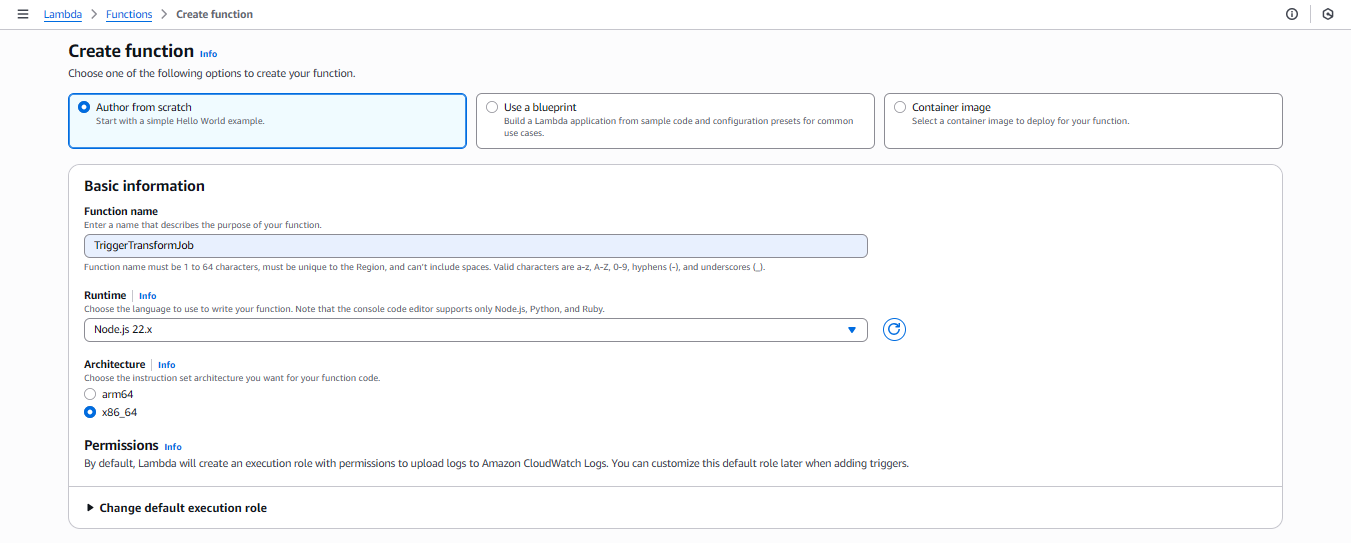 Lambda > Functions > Create function
Create function Info
Choose one of the following options to create your function.
Author from scratch
Start with a simple Hello World example.
Use a blueprint
Build a Lambda application from sample code and configuration presets for common
use cases.
Container image
Select a container image to deploy for your function.
Basic information
Function name
Enter a name that describes the purpose of your function.
TriggerTransformJob
Function name must be 1 to 64 characters, must be unique to the Region, and can't include spaces. Valid characters are a-z, A-Z, 0-9, hyphens (-), and underscores (_).
Runtime | Info
Choose the language to use to write your function. Note that the console code editor supports only Node.js, Python, and Ruby.
Node.js 22.x
Architecture | Info
Choose the instruction set architecture you want for your function code.
arm64
x86_64
Permissions Info
By default, Lambda will create an execution role with permissions to upload logs to Amazon CloudWatch Logs. You can customize this default role later when adding triggers.
Change default execution role